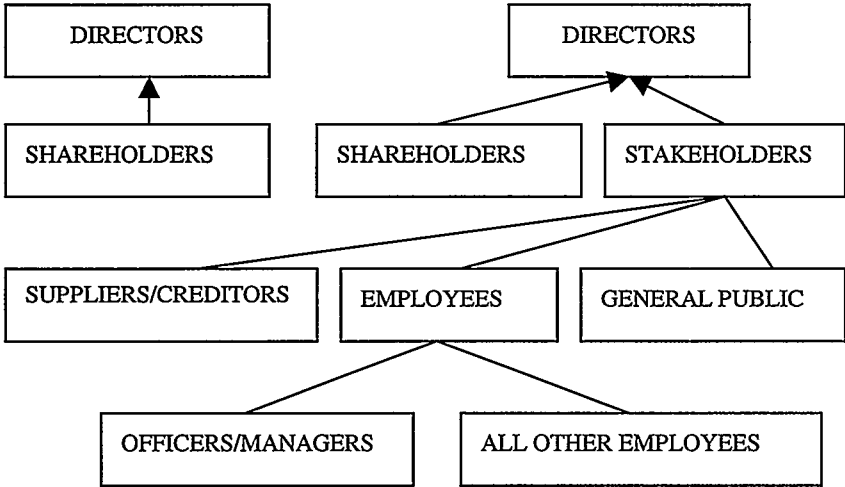 DIRECTORS
DIRECTORS
SHAREHOLDERS
SHAREHOLDERS
STAKEHOLDERS
SUPPLIERS/CREDITORS
EMPLOYEES
GENERAL PUBLIC
OFFICERS/MANAGERS
ALL OTHER EMPLOYEES